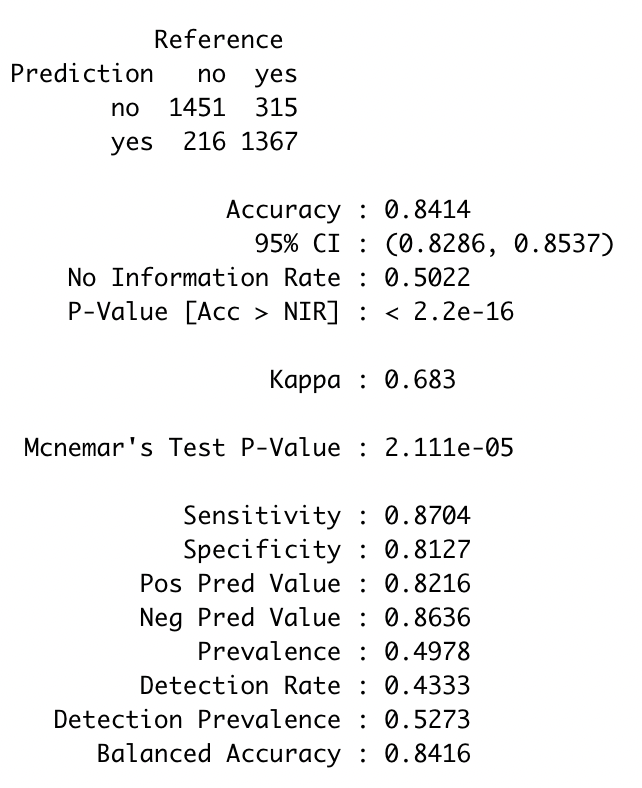 Reference
Prediction no yes
no 1451 315
yes 216 1367
Accuracy : 0.8414
95% CI : (0.8286, 0.8537)
No Information Rate : 0.5022
P-Value [Acc > NIR] : < 2.2e-16
Kappa : 0.683
Mcnemar's Test P-Value : 2.111e-05
Sensitivity : 0.8704
Specificity : 0.8127
Pos Pred Value : 0.8216
Neg Pred Value : 0.8636
Prevalence : 0.4978
Detection Rate : 0.4333
Detection Prevalence : 0.5273
Balanced Accuracy : 0.8416